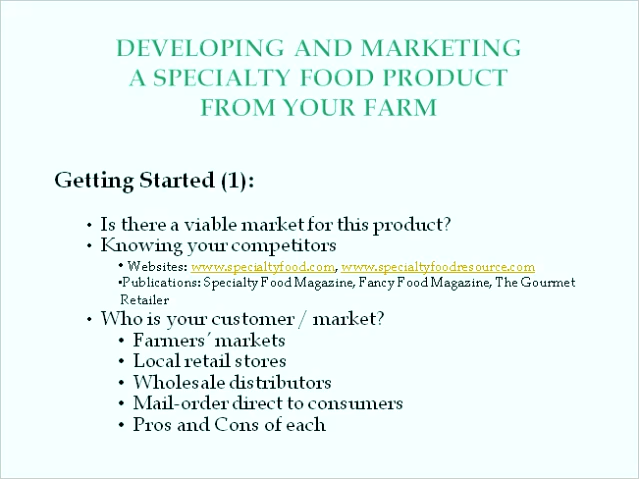 DEVELOPING AND MARKETING
A SPECIALTY FOOD PRODUCT
FROM YOUR FARM
Getting Started (1):
• Is there a viable market for this product?
• Knowing your competitors
• Websites: www.specialtyfood.com, www.specialtyfoodresource.com
•Publications: Specialty Food Magazine, Fancy Food Magazine, The Gourmet
Retailer
• Who is your customer / market?
• Farmers´ markets
• Local retail stores
• Wholesale distributors
• Mail-order direct to consumers
• Pros and Cons of each